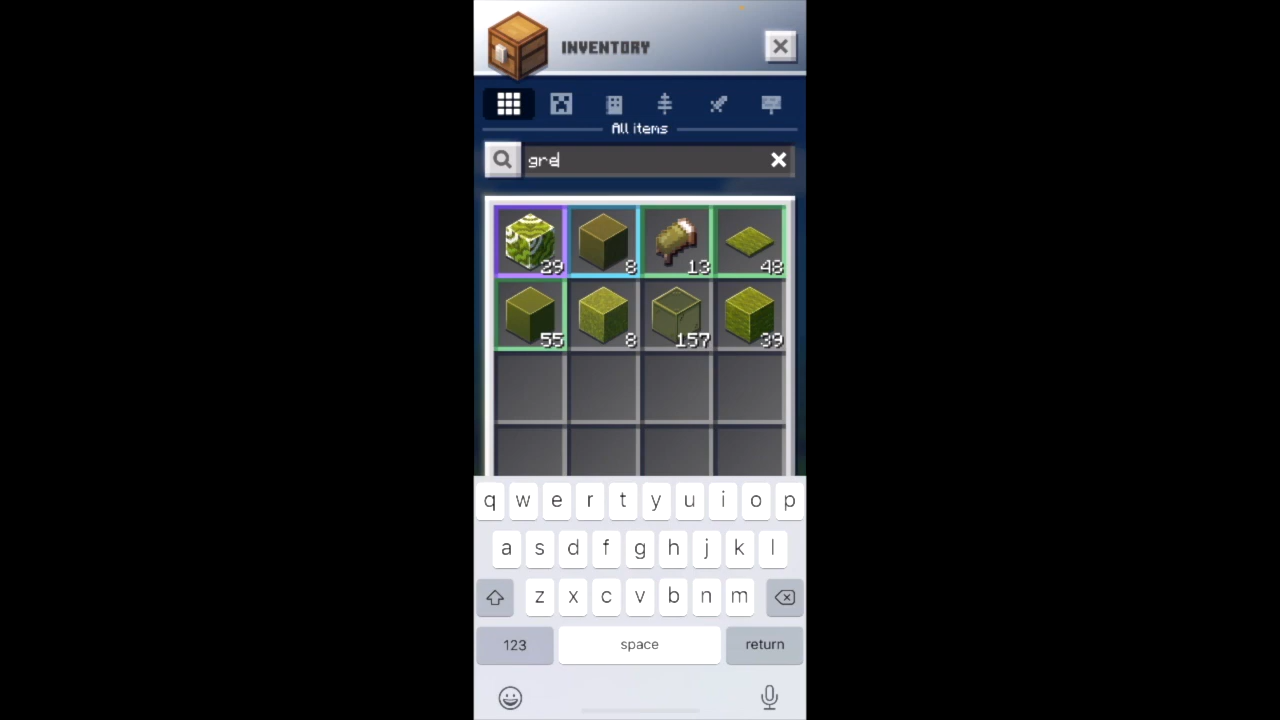 INVENTORY
All items
gre
29 8 13 48
55 8 157 39
q w e r t y u i o p
a s d f g h j k l
z x c v b n m
123 space return